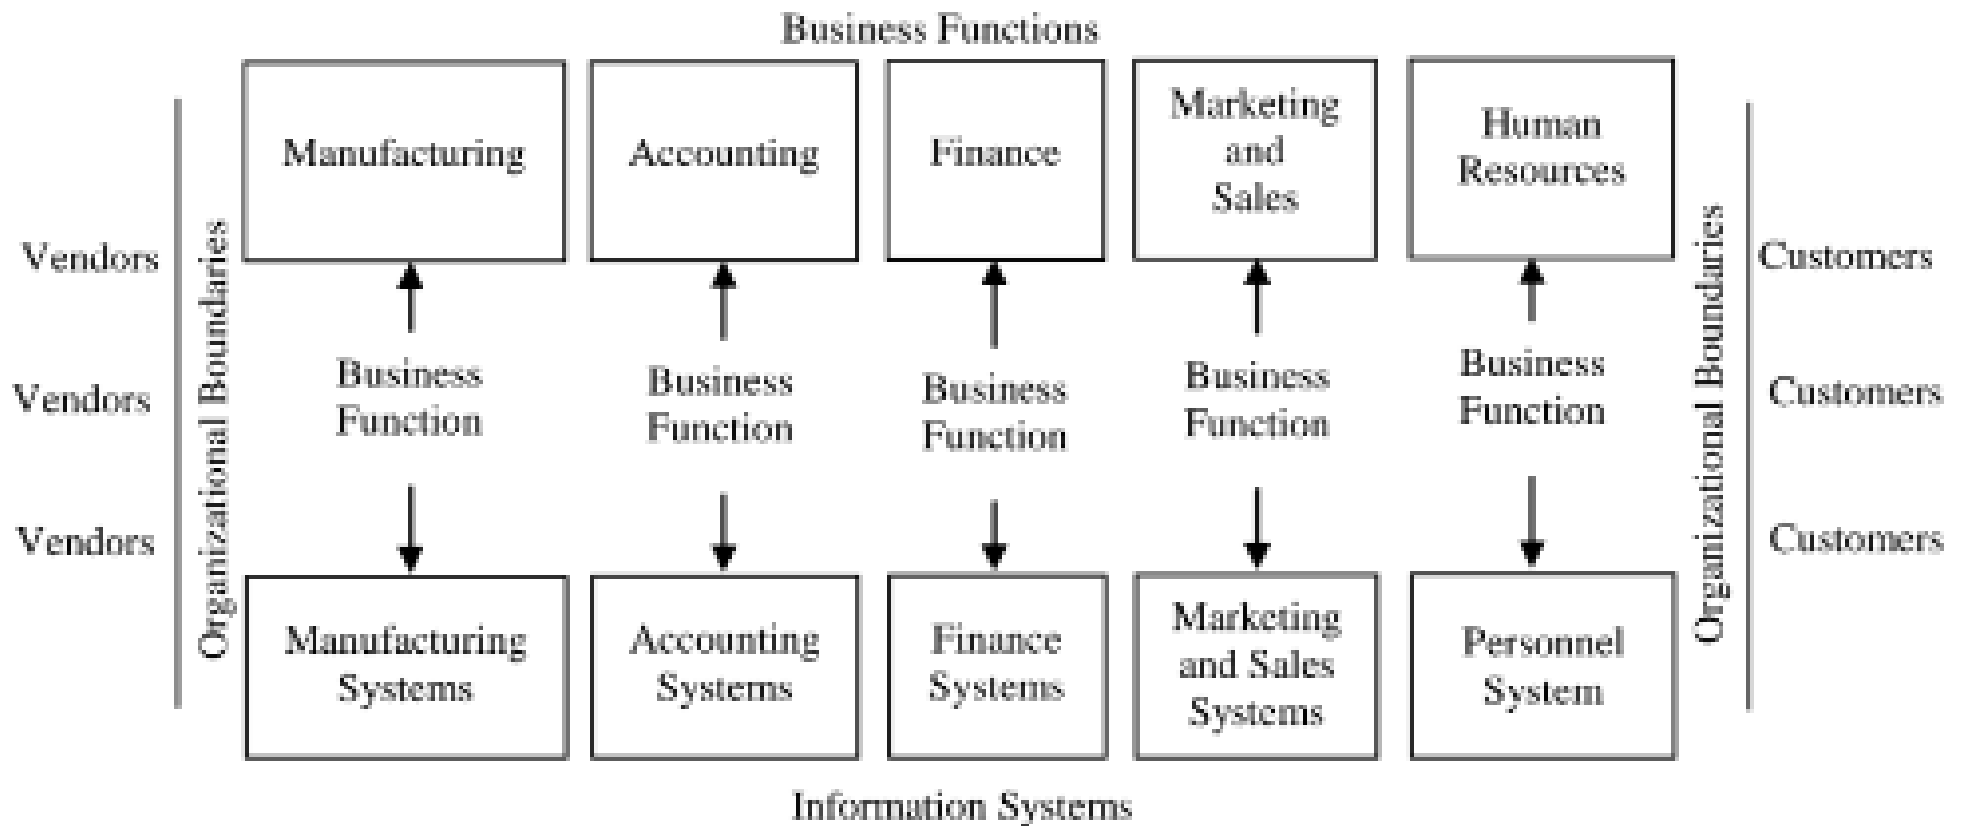 Business Functions
Manufacturing
Accounting
Finance
Marketing
and
Sales
Human
Resources
Vendors
Vendors
Vendors
Organizational Boundaries
Business
Function
Business
Function
Business
Function
Business
Function
Business
Function
Organizational Boundaries
Customers
Customers
Customers
Manufacturing
Systems
Accounting
Systems
Finance
Systems
Marketing
and Sales
Systems
Personnel
System
Information Systems